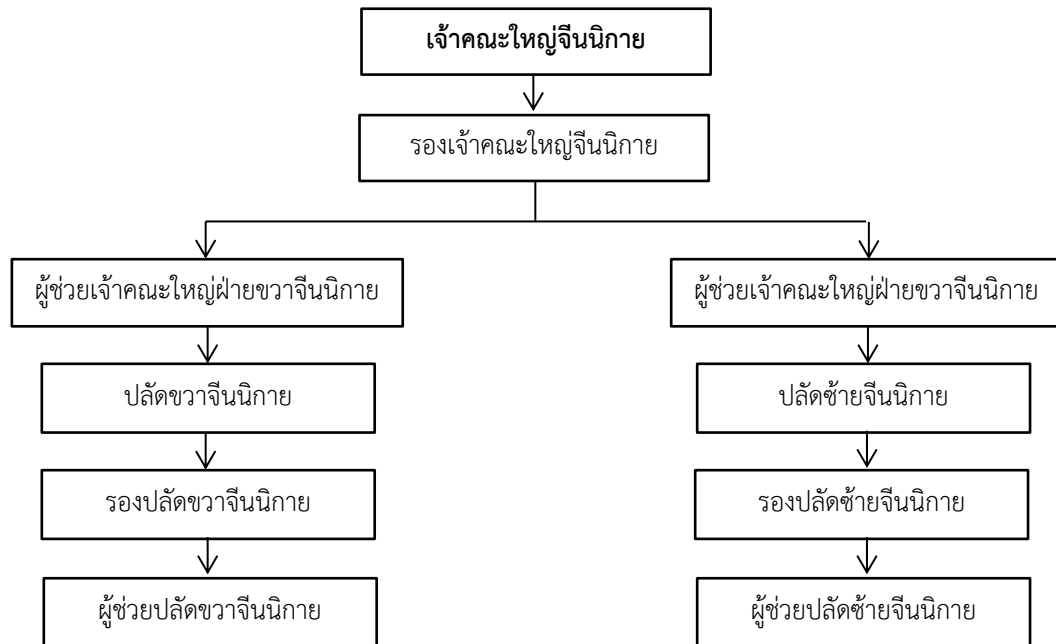 เจ้าคณะใหญ่จีนนิกาย
รองเจ้าคณะใหญ่จีนนิกาย
ผู้ช่วยเจ้าคณะใหญ่ฝ่ายขวาจีนนิกาย
ผู้ช่วยเจ้าคณะใหญ่ฝ่ายขวาจีนนิกาย
ปลัดขวาจีนนิกาย
ปลัดซ้ายจีนนิกาย
รองปลัดขวาจีนนิกาย
รองปลัดซ้ายจีนนิกาย
ผู้ช่วยปลัดขวาจีนนิกาย
ผู้ช่วยปลัดซ้ายจีนนิกาย